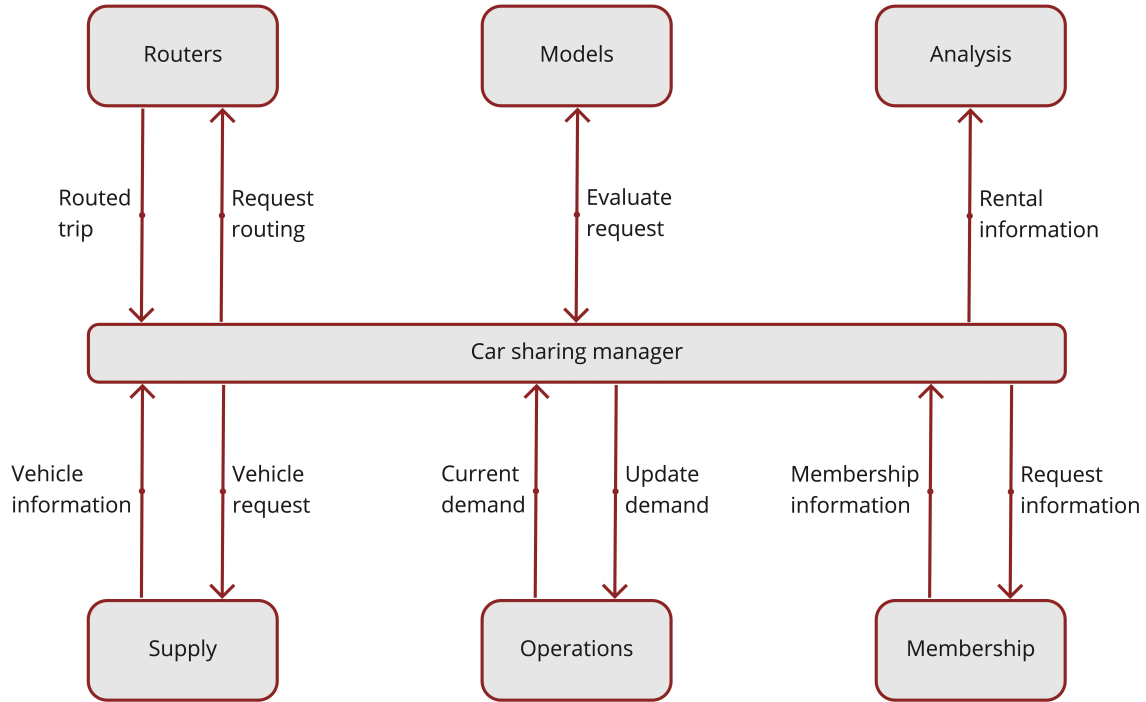 Routers
Models
Analysis
Routed
trip
Request
routing
Evaluate
request
Rental
information
Car sharing manager
Vehicle
information
Vehicle
request
Current
demand
Update
demand
Membership
information
Request
information
Supply
Operations
Membership